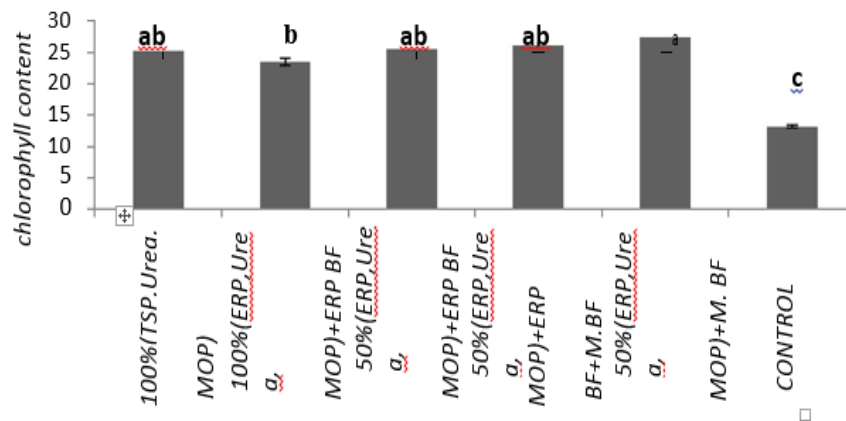 30
25
20
15
10
5
0
chlorophyll content
ab
b
ab
ab
a
c
100%(TSP.Urea.
MOP)
100%(ERP,Ure
a,
MOP)+ERP BF
50%(ERP,Ure
a,
MOP)+ERP BF
50%(ERP,Ure
a,
MOP)+ERP
BF+M.BF
50%(ERP,Ure
a,
MOP)+M. BF
CONTROL